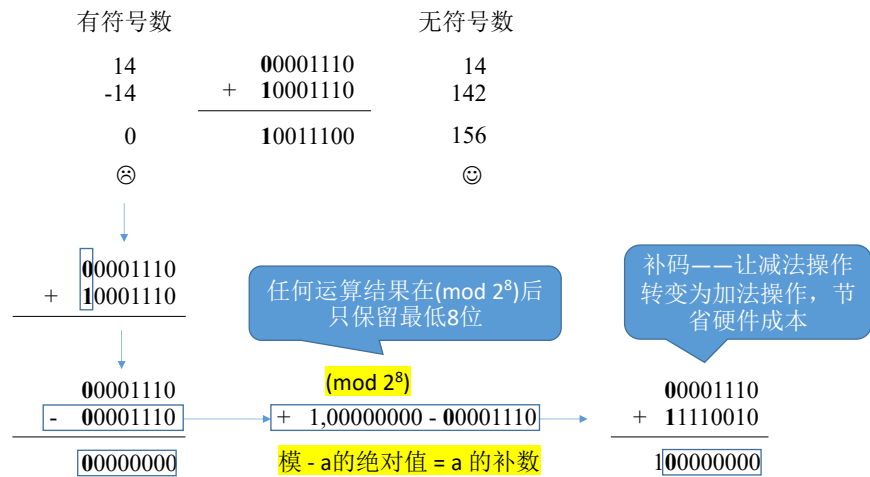 有符号数 无符号数
14 00001110 14
-14 + 10001110 142
0 10011100 156
☹ ☺
00001110
+ 10001110
任何运算结果在(mod 2⁸)后
只保留最低8位
补码——让减法操作
转变为加法操作，节
省硬件成本
(mod 2⁸)
00001110 00001110
- 00001110 + 1,00000000 - 00001110 + 11110010
00000000 模 - a的绝对值 = a 的补数 100000000